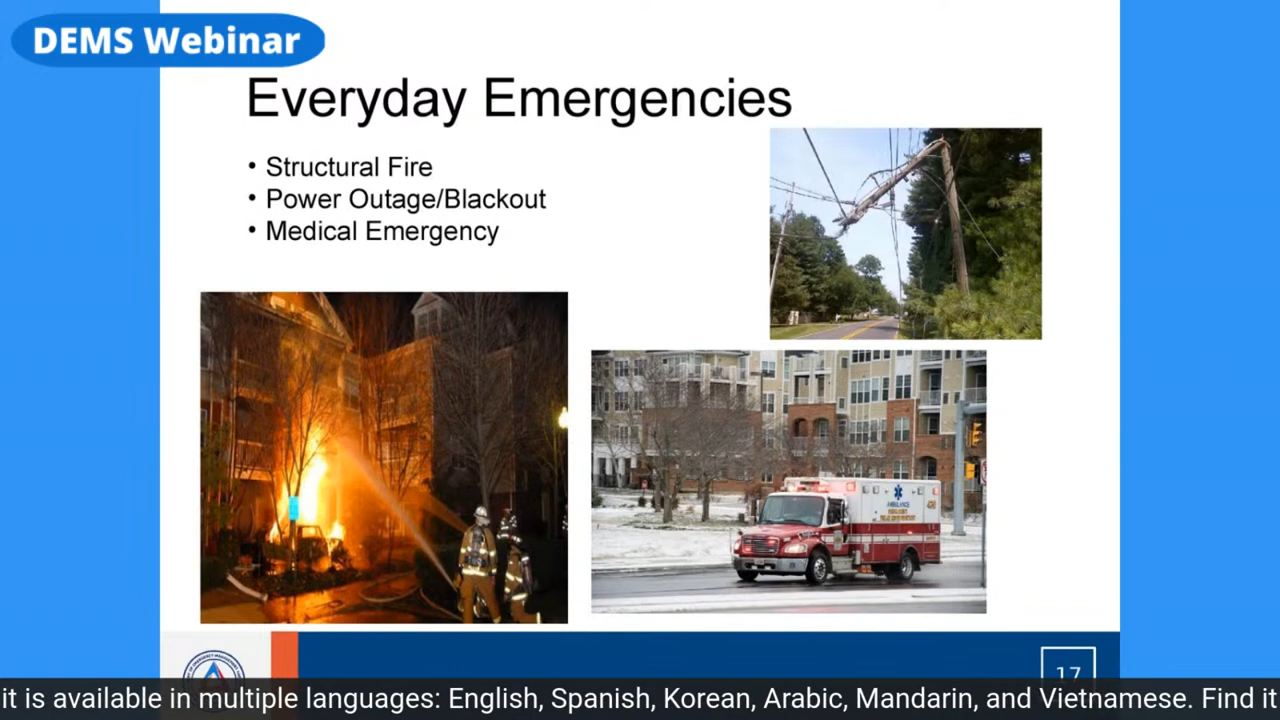 DEMS Webinar
Everyday Emergencies
• Structural Fire
• Power Outage/Blackout
• Medical Emergency
AMBULANCE
17
it is available in multiple languages: English, Spanish, Korean, Arabic, Mandarin, and Vietnamese. Find it